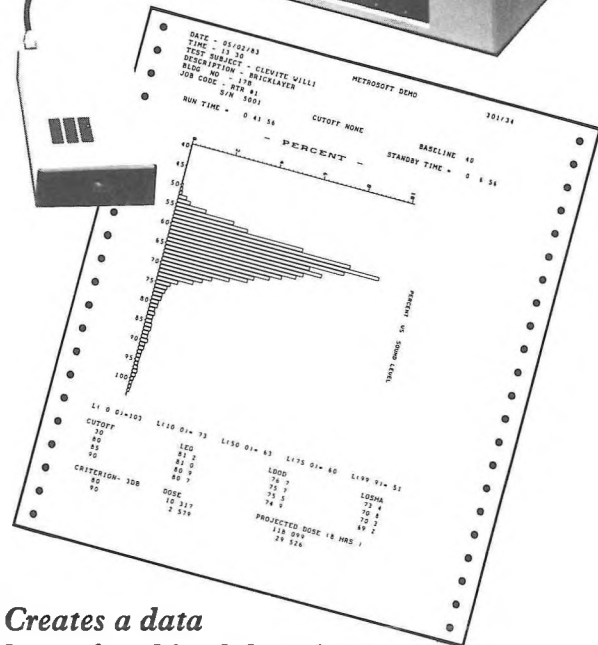 DATE - 05/02/83
METROSOFT DEMO
301/34
TIME - 13 30
TEST SUBJECT - CLEVITE WILLI
DESCRIPTION - BRICKLAYER
BLDG NO - 17B
JOB CODE - RTR #1
S/N 5001
CUTOFF NONE
BASELINE 40
RUN TIME = 0 41 56
STANDBY TIME = 0 6 56
- PERCENT -
40
45
50
55
60
65
70
75
80
85
90
95
100
PERCENT VS SOUND LEVEL
L( 0 0)=103 L(10 0)= 73 L(50 0)= 63 L(75 0)= 60 L(99 9)= 51
CUTOFF LEQ LDOD LOSHA
30 81 2 76 7 73 4
80 81 0 75 7 70 8
85 80 9 75 5 70 3
90 80 7 74 9 69 2
CRITERION- 3DB DOSE PROJECTED DOSE (8 HRS )
80 10 317 118 099
90 2 579 29 526
Creates a data